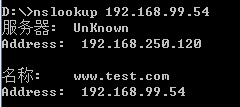 D:\>nslookup 192.168.99.54
服务器:  UnKnown
Address:  192.168.250.120
名称:    www.test.com
Address:  192.168.99.54